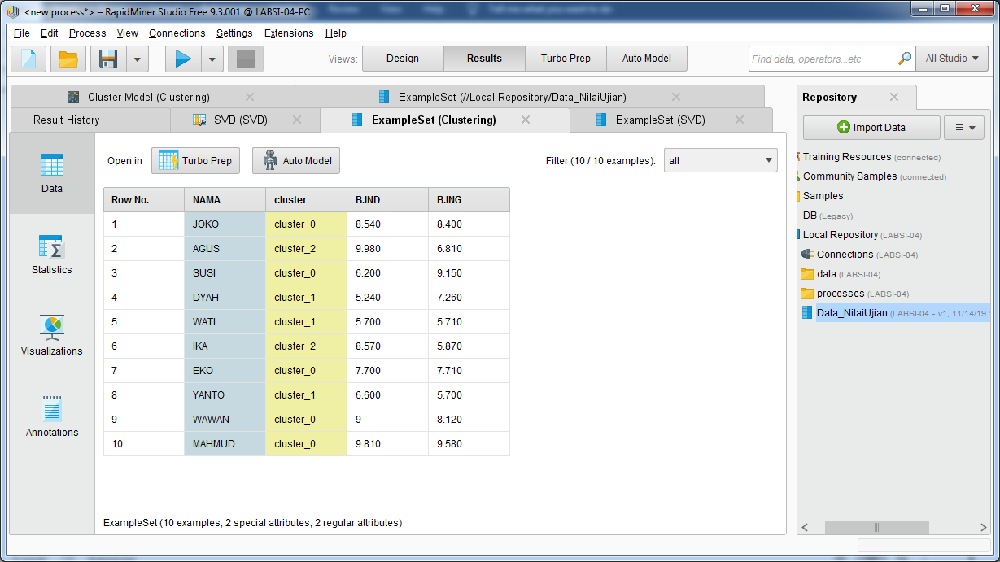 <new process*> – RapidMiner Studio Free 9.3.001 @ LABSI-04-PC
File Edit Process View Connections Settings Extensions Help
Views: Design Results Turbo Prep Auto Model Find data, operators...etc All Studio
Cluster Model (Clustering) ExampleSet (//Local Repository/Data_NilaiUjian)
Result History SVD (SVD) ExampleSet (Clustering) ExampleSet (SVD)
Data
Statistics
Visualizations
Annotations
Open in Turbo Prep Auto Model Filter (10 / 10 examples): all
Row No. NAMA cluster B.IND B.ING
1 JOKO cluster_0 8.540 8.400
2 AGUS cluster_2 9.980 6.810
3 SUSI cluster_0 6.200 9.150
4 DYAH cluster_1 5.240 7.260
5 WATI cluster_1 5.700 5.710
6 IKA cluster_2 8.570 5.870
7 EKO cluster_0 7.700 7.710
8 YANTO cluster_1 6.600 5.700
9 WAWAN cluster_0 9 8.120
10 MAHMUD cluster_0 9.810 9.580
ExampleSet (10 examples, 2 special attributes, 2 regular attributes)
Repository
Import Data
Training Resources (connected)
Community Samples (connected)
Samples
DB (Legacy)
Local Repository (LABSI-04)
Connections (LABSI-04)
data (LABSI-04)
processes (LABSI-04)
Data_NilaiUjian (LABSI-04 – v1, 11/14/19